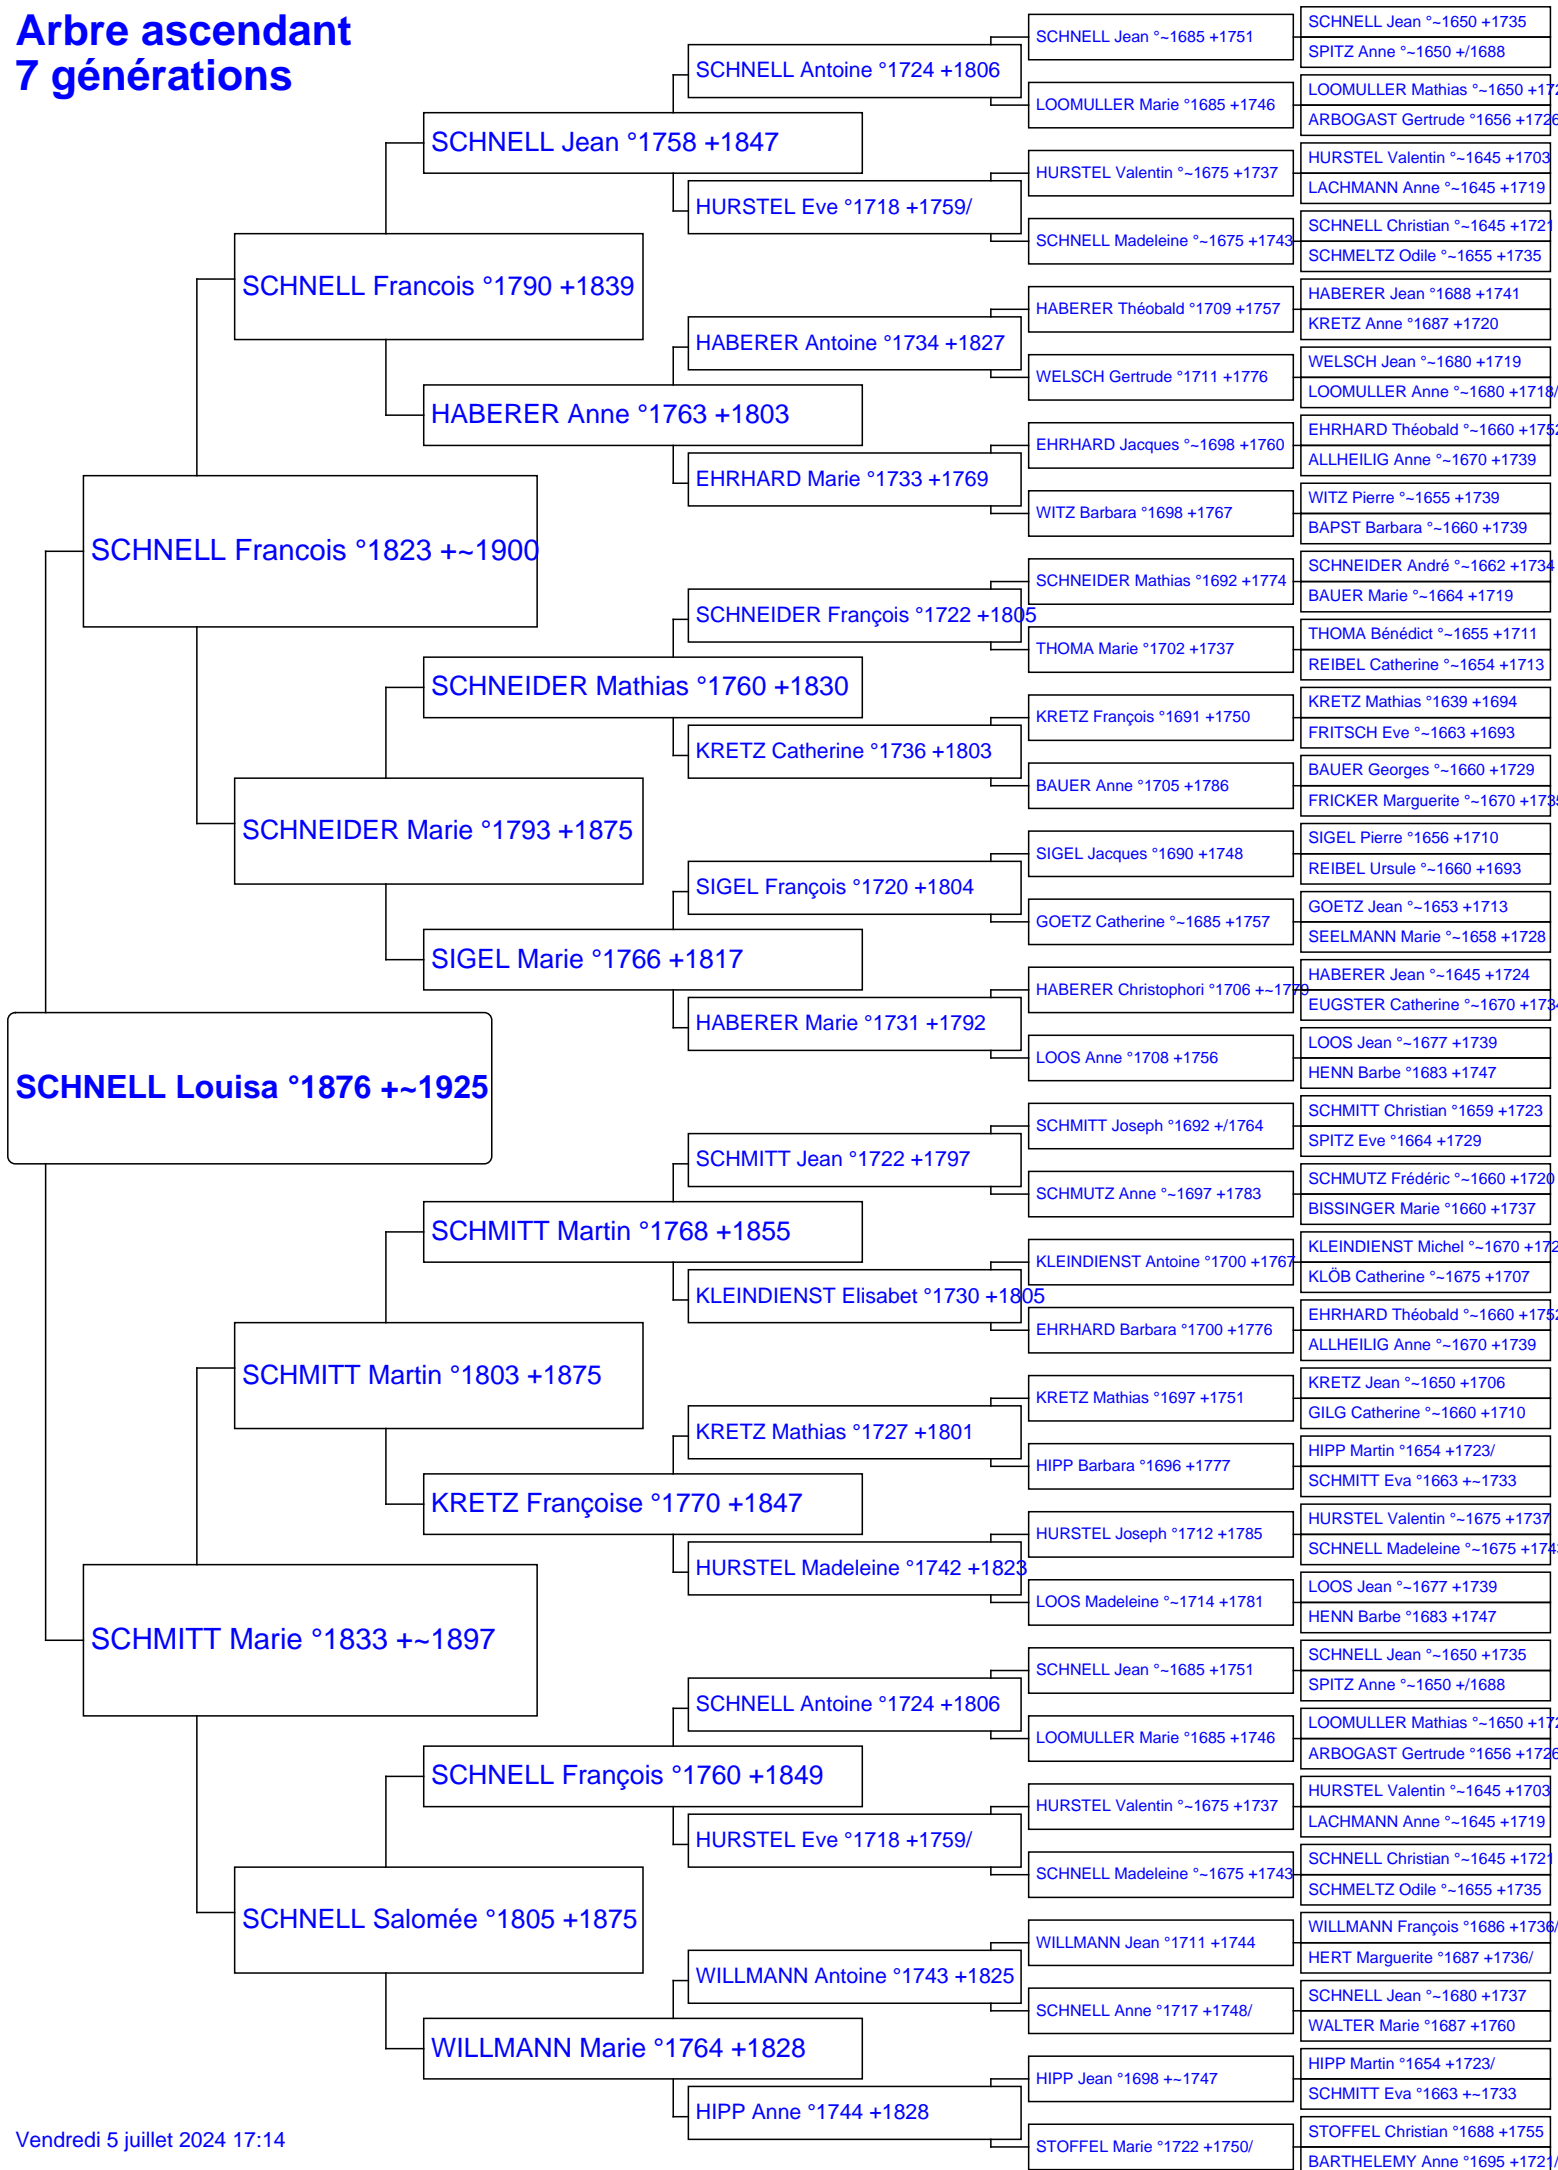 Arbre ascendant
7 générations
SCHNELL Louisa °1876 +~1925
SCHNELL Francois °1823 +~1900
SCHMITT Marie °1833 +~1897
SCHNELL Francois °1790 +1839
SCHNEIDER Marie °1793 +1875
SCHMITT Martin °1803 +1875
SCHNELL Salomée °1805 +1875
SCHNELL Jean °1758 +1847
HABERER Anne °1763 +1803
SCHNEIDER Mathias °1760 +1830
SIGEL Marie °1766 +1817
SCHMITT Martin °1768 +1855
KRETZ Françoise °1770 +1847
SCHNELL François °1760 +1849
WILLMANN Marie °1764 +1828
SCHNELL Antoine °1724 +1806
HURSTEL Eve °1718 +1759/
HABERER Antoine °1734 +1827
EHRHARD Marie °1733 +1769
SCHNEIDER François °1722 +1805
KRETZ Catherine °1736 +1803
SIGEL François °1720 +1804
HABERER Marie °1731 +1792
SCHMITT Jean °1722 +1797
KLEINDIENST Elisabet °1730 +1805
KRETZ Mathias °1727 +1801
HURSTEL Madeleine °1742 +1823
SCHNELL Antoine °1724 +1806
HURSTEL Eve °1718 +1759/
WILLMANN Antoine °1743 +1825
HIPP Anne °1744 +1828
SCHNELL Jean °~1685 +1751
LOOMULLER Marie °1685 +1746
HURSTEL Valentin °~1675 +1737
SCHNELL Madeleine °~1675 +1743
HABERER Théobald °1709 +1757
WELSCH Gertrude °1711 +1776
EHRHARD Jacques °~1698 +1760
WITZ Barbara °1698 +1767
SCHNEIDER Mathias °1692 +1774
THOMA Marie °1702 +1737
KRETZ François °1691 +1750
BAUER Anne °1705 +1786
SIGEL Jacques °1690 +1748
GOETZ Catherine °~1685 +1757
HABERER Christophori °1706 +~1779
LOOS Anne °1708 +1756
SCHMITT Joseph °1692 +/1764
SCHMUTZ Anne °~1697 +1783
KLEINDIENST Antoine °1700 +1767
EHRHARD Barbara °1700 +1776
KRETZ Mathias °1697 +1751
HIPP Barbara °1696 +1777
HURSTEL Joseph °1712 +1785
LOOS Madeleine °~1714 +1781
SCHNELL Jean °~1685 +1751
LOOMULLER Marie °1685 +1746
HURSTEL Valentin °~1675 +1737
SCHNELL Madeleine °~1675 +1743
WILLMANN Jean °1711 +1744
SCHNELL Anne °1717 +1748/
HIPP Jean °1698 +~1747
STOFFEL Marie °1722 +1750/
SCHNELL Jean °~1650 +1735
SPITZ Anne °~1650 +/1688
LOOMULLER Mathias °~1650
ARBOGAST Gertrude °1656 +1726
HURSTEL Valentin °~1645 +1703
LACHMANN Anne °~1645 +1719
SCHNELL Christian °~1645 +1721
SCHMELTZ Odile °~1655 +1735
HABERER Jean °1688 +1741
KRETZ Anne °1687 +1720
WELSCH Jean °~1680 +1719
LOOMULLER Anne °~1680 +1718/
EHRHARD Théobald °~1660 +1752
ALLHEILIG Anne °~1670 +1739
WITZ Pierre °~1655 +1739
BAPST Barbara °~1660 +1739
SCHNEIDER André °~1662 +1734
BAUER Marie °~1664 +1719
THOMA Bénédict °~1655 +1711
REIBEL Catherine °~1654 +1713
KRETZ Mathias °1639 +1694
FRITSCH Eve °~1663 +1693
BAUER Georges °~1660 +1729
FRICKER Marguerite °~1670 +1735
SIGEL Pierre °1656 +1710
REIBEL Ursule °~1660 +1693
GOETZ Jean °~1653 +1713
SEELMANN Marie °~1658 +1728
HABERER Jean °~1645 +1724
EUGSTER Catherine °~1670 +1734
LOOS Jean °~1677 +1739
HENN Barbe °1683 +1747
SCHMITT Christian °1659 +1723
SPITZ Eve °1664 +1729
SCHMUTZ Frédéric °~1660 +1720
BISSINGER Marie °1660 +1737
KLEINDIENST Michel °~1670
KLÖB Catherine °~1675 +1707
EHRHARD Théobald °~1660 +1752
ALLHEILIG Anne °~1670 +1739
KRETZ Jean °~1650 +1706
GILG Catherine °~1660 +1710
HIPP Martin °1654 +1723/
SCHMITT Eva °1663 +~1733
HURSTEL Valentin °~1675 +1737
SCHNELL Madeleine °~1675 +1743
LOOS Jean °~1677 +1739
HENN Barbe °1683 +1747
SCHNELL Jean °~1650 +1735
SPITZ Anne °~1650 +/1688
LOOMULLER Mathias °~1650
ARBOGAST Gertrude °1656 +1726
HURSTEL Valentin °~1645 +1703
LACHMANN Anne °~1645 +1719
SCHNELL Christian °~1645 +1721
SCHMELTZ Odile °~1655 +1735
WILLMANN François °1686 +1736/
HERT Marguerite °1687 +1736/
SCHNELL Jean °~1680 +1737
WALTER Marie °1687 +1760
HIPP Martin °1654 +1723/
SCHMITT Eva °1663 +~1733
STOFFEL Christian °1688 +1755
BARTHELEMY Anne °1695 +1721/
Vendredi 5 juillet 2024 17:14